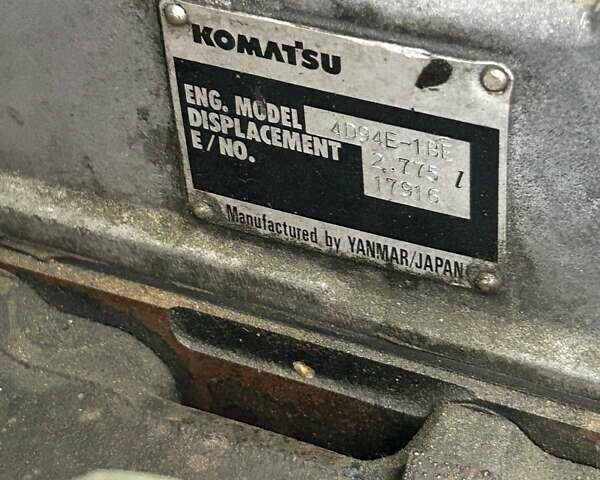 KOMATSU
ENG. MODEL 4D94E-1BE
DISPLACEMENT 2.775 l
E/NO. 17916
Manufactured by YANMAR/JAPAN